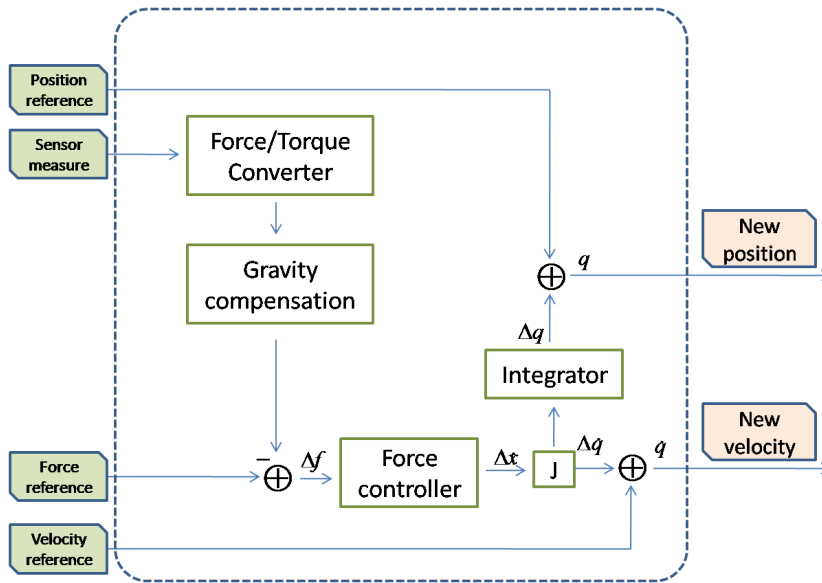 Position
reference
Sensor
measure
Force/Torque
Converter
Gravity
compensation
New
position
q
Δq
Integrator
New
velocity
−
Force
reference
Δf
Force
controller
Δẋ
J
Δq̇
q̇
Velocity
reference